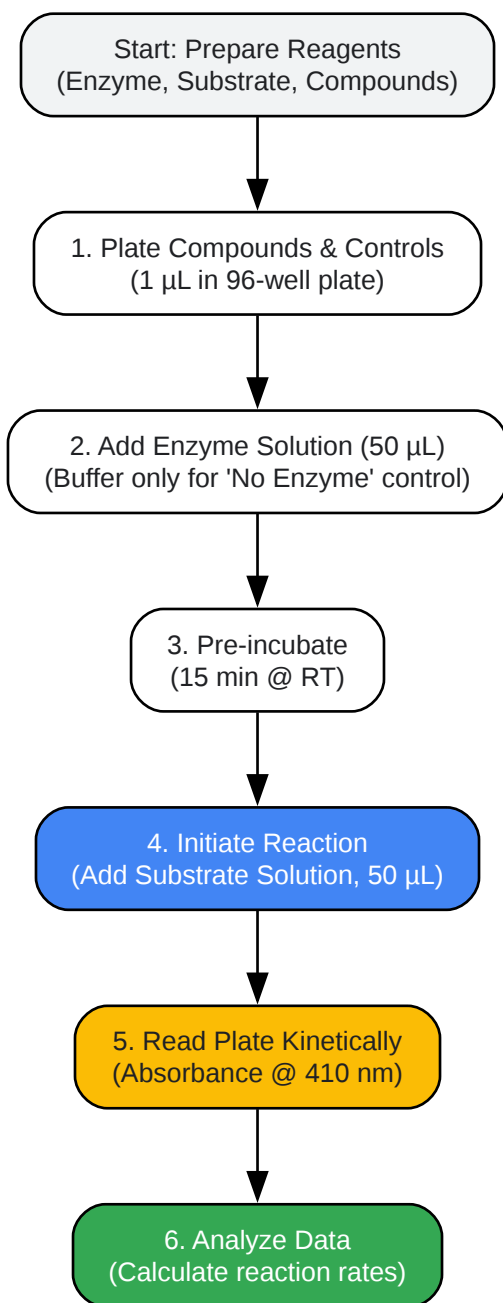 Start: Prepare Reagents
(Enzyme, Substrate, Compounds)
1. Plate Compounds & Controls
(1 µL in 96-well plate)
2. Add Enzyme Solution (50 µL)
(Buffer only for 'No Enzyme' control)
3. Pre-incubate
(15 min @ RT)
4. Initiate Reaction
(Add Substrate Solution, 50 µL)
5. Read Plate Kinetically
(Absorbance @ 410 nm)
6. Analyze Data
(Calculate reaction rates)